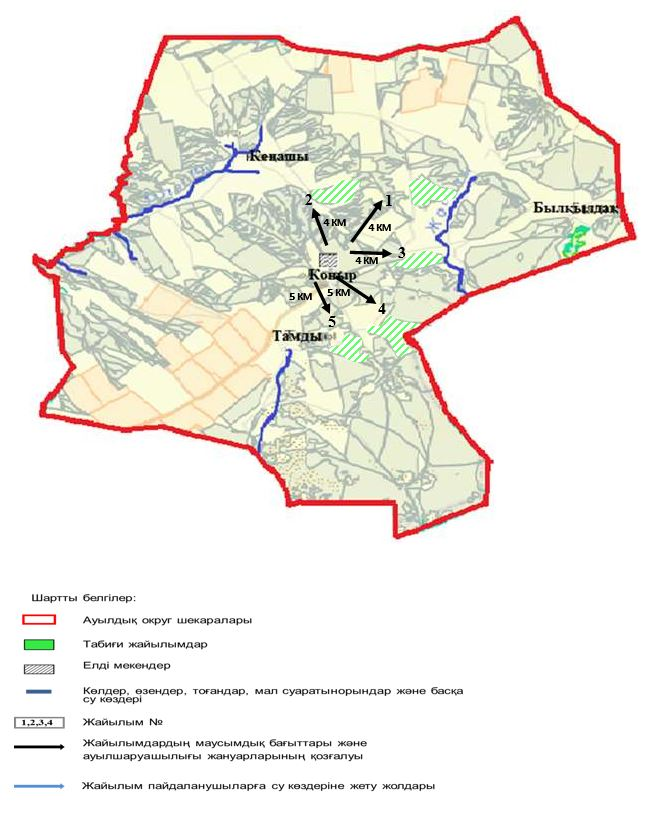 Кеңашы
Былқылдақ
2
1
4 КМ
4 КМ
3
4 КМ
Қоңыр
5 КМ
5 КМ
4
5
Тамды
Шартты белгілер:
Ауылдық округ шекаралары
Табиғи жайылымдар
Елді мекендер
Көлдер, өзендер, тоғандар, мал суаратынорындар және басқа
су көздері
1,2,3,4
Жайылым №
Жайылымдардың маусымдық бағыттары және
ауылшаруашылығы жануарларының қозғалуы
Жайылым пайдаланушыларға су көздеріне жету жолдары